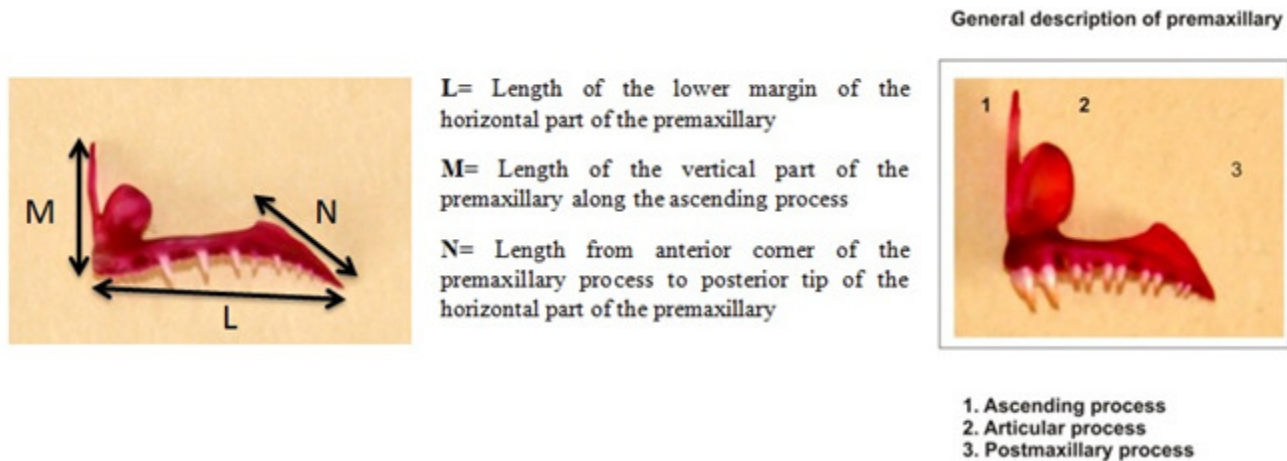 General description of premaxillary
M
N
L
L= Length of the lower margin of the
horizontal part of the premaxillary
M= Length of the vertical part of the
premaxillary along the ascending process
N= Length from anterior corner of the
premaxillary process to posterior tip of the
horizontal part of the premaxillary
1 2
3
1. Ascending process
2. Articular process
3. Postmaxillary process